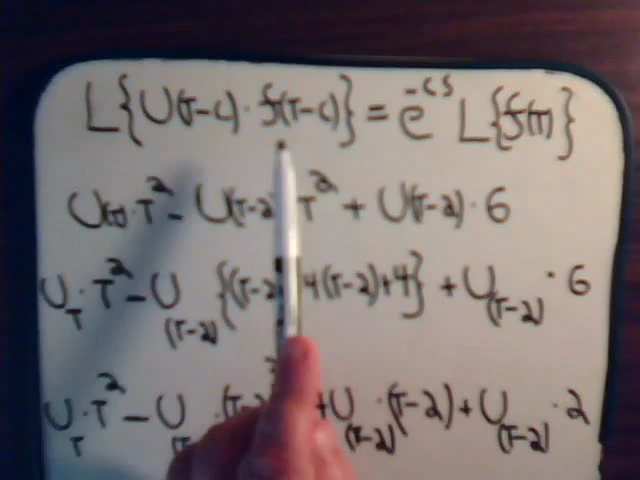 L{U(T-c)·f(T-c)} = e^-cs L{f(T)}
U(T)·T² - U(T-2) T² + U(T-2)·6
U_T·T² - U_(T-2) {(T-2 4(T-2)+4} + U_(T-2)·6
U_T·T² - U ·(T-2 +U_(T-2)·(T-2) + U_(T-2)·2